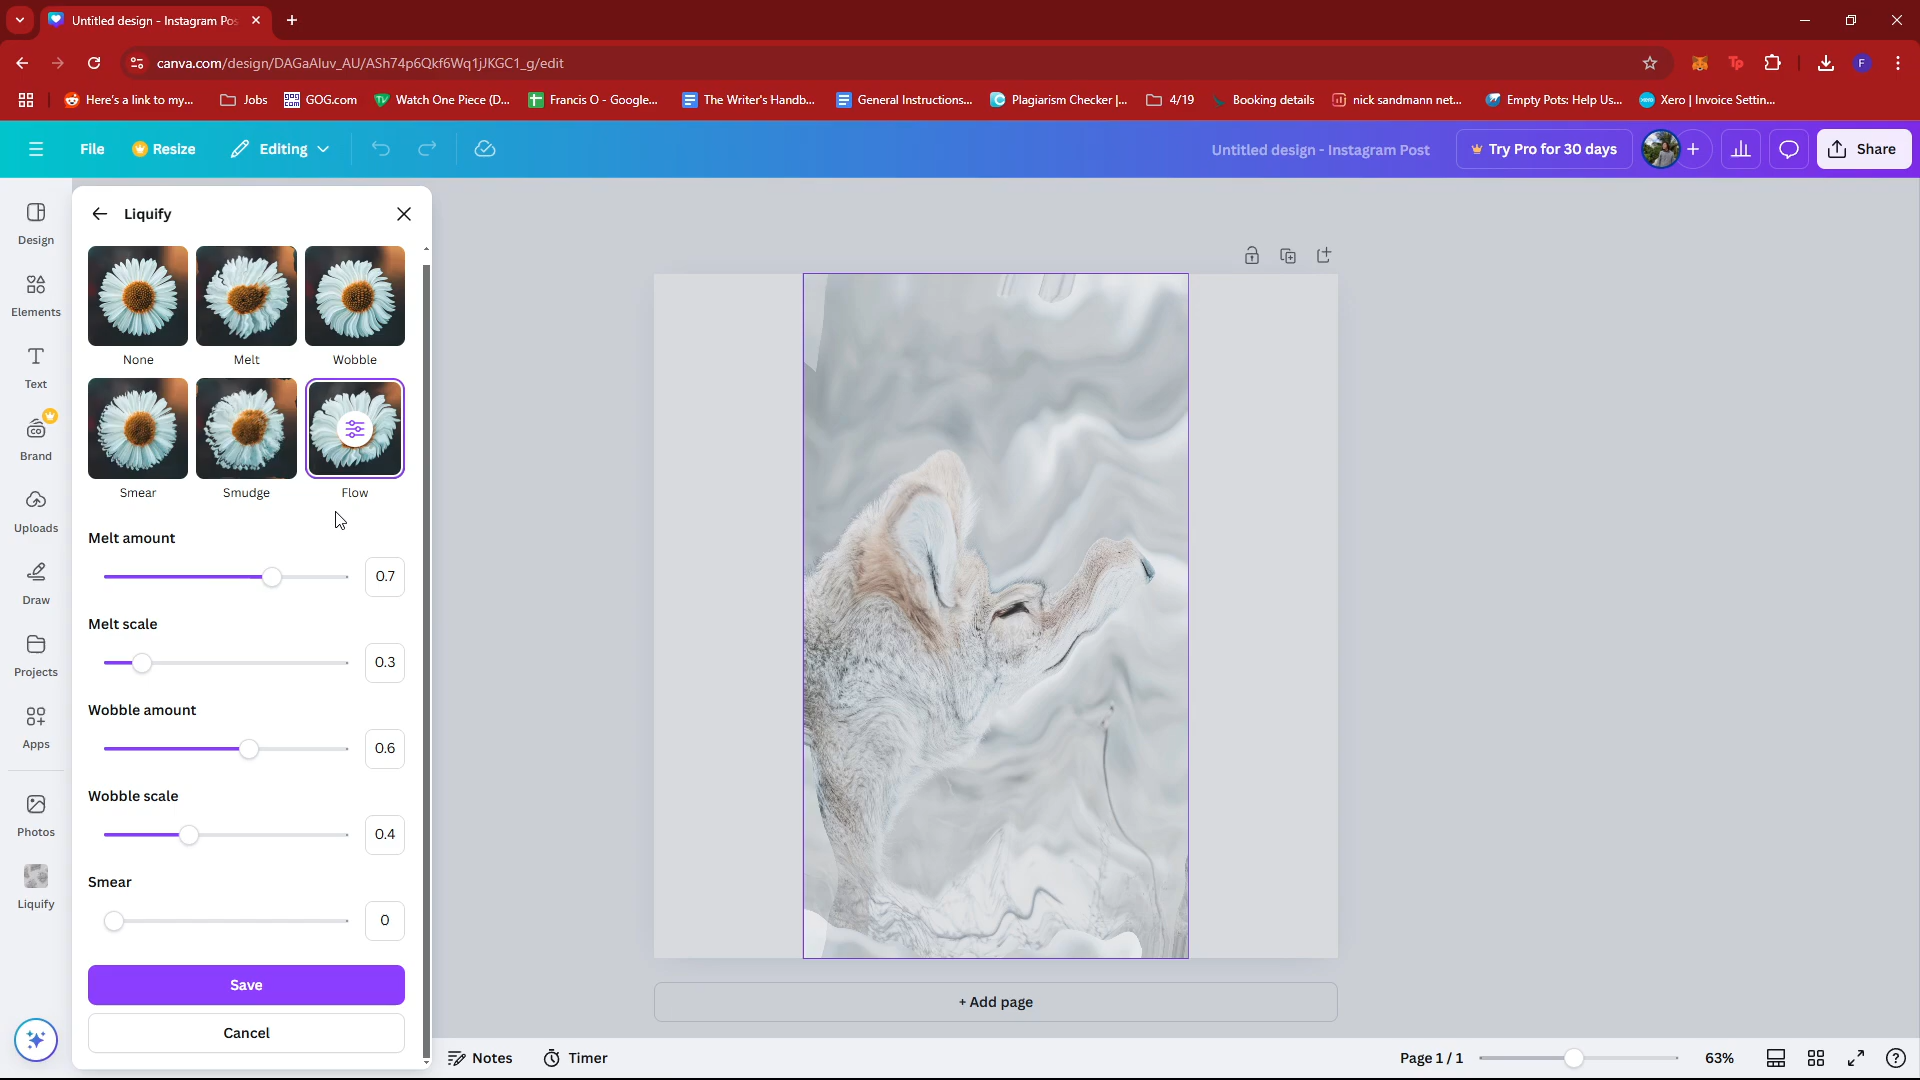 Untitled design - Instagram Pos
canva.com/design/DAGaAluv_AU/ASh74p6Qkf6Wq1jJKGC1_g/edit
Tp
F
Here's a link to my...
Jobs
GOG.com
Watch One Piece (D...
Francis O - Google...
The Writer's Handb...
General Instructions...
Plagiarism Checker |...
4/19
Booking details
nick sandmann net...
Empty Pots: Help Us...
Xero | Invoice Settin...
File
Resize
Editing
Untitled design - Instagram Post
Try Pro for 30 days
Share
Design
Elements
Text
Brand
Uploads
Draw
Projects
Apps
Photos
Liquify
Liquify
None
Melt
Wobble
Smear
Smudge
Flow
Melt amount
0.7
Melt scale
0.3
Wobble amount
0.6
Wobble scale
0.4
Smear
0
Save
Cancel
+ Add page
Notes
Timer
Page 1 / 1
63%